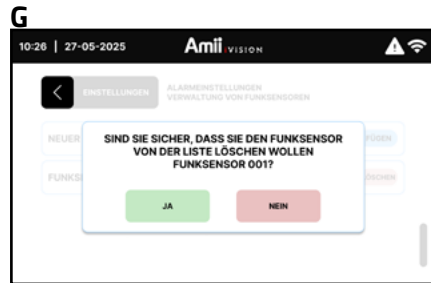 G
10:26 | 27-05-2025 Amii VISION
EINSTELLUNGEN ALARMEINSTELLUNGEN
VERWALTUNG VON FUNKSENSOREN
NEUER
SIND SIE SICHER, DASS SIE DEN FUNKSENSOR
VON DER LISTE LÖSCHEN WOLLEN
FUNKSENSOR 001?
JA NEIN